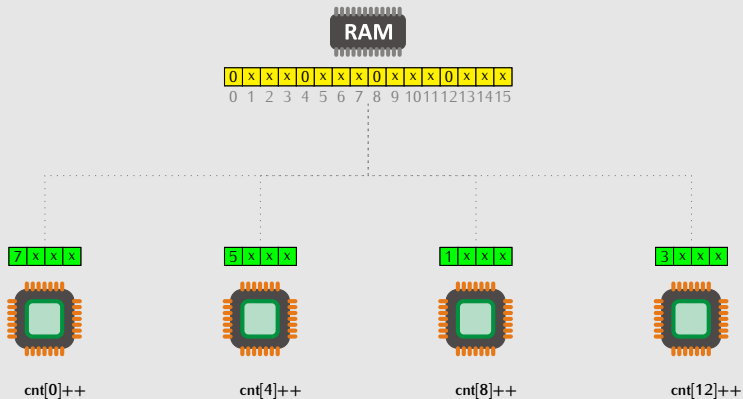 RAM
0 x x x 0 x x x 0 x x x 0 x x x
0 1 2 3 4 5 6 7 8 9 10 11 12 13 14 15
7 x x x 5 x x x 1 x x x 3 x x x
cnt[0]++ cnt[4]++ cnt[8]++ cnt[12]++